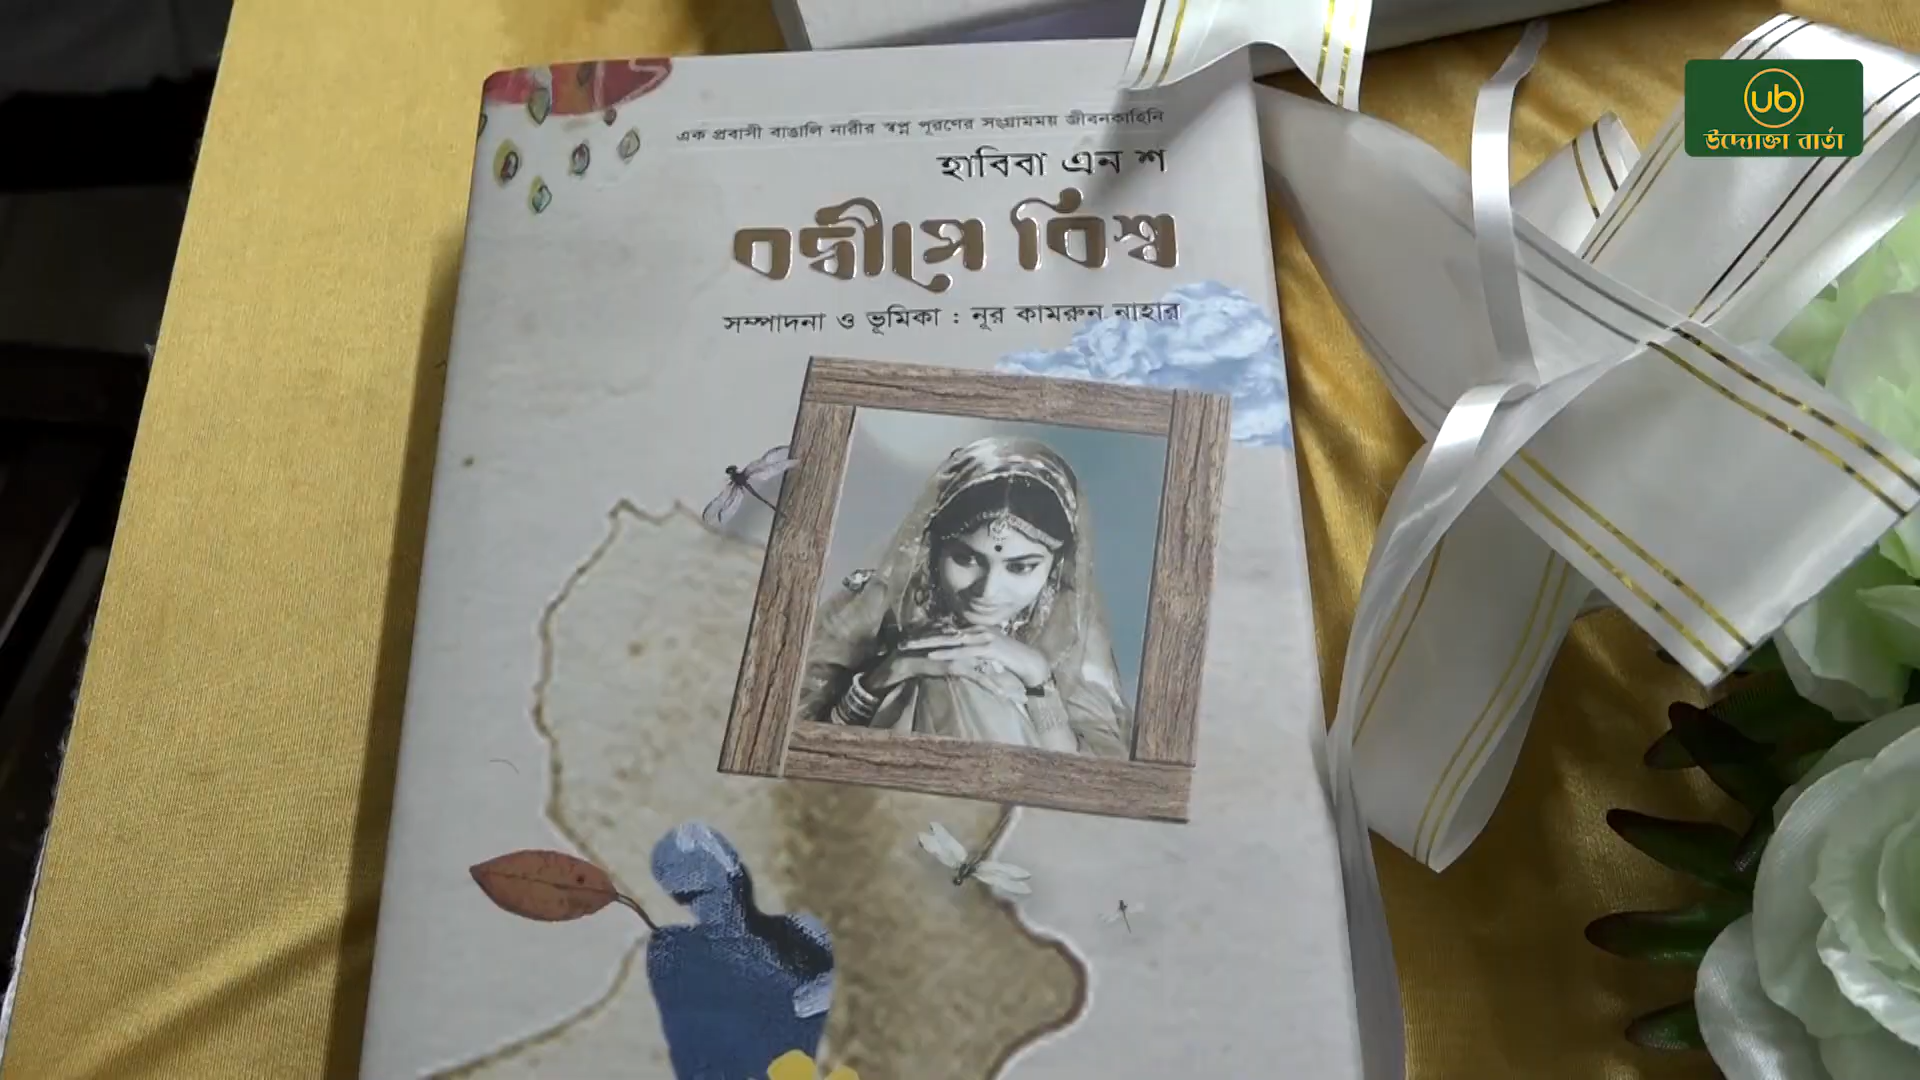 এক প্রবাসী বাঙালি নারীর স্বপ্ন পূরণের সংগ্রামময় জীবনকাহিনি
হাবিবা এন শ
বদ্বীপে বিশ্ব
সম্পাদনা ও ভূমিকা : নূর কামরুন নাহার
ub
উদ্যোক্তা বার্তা